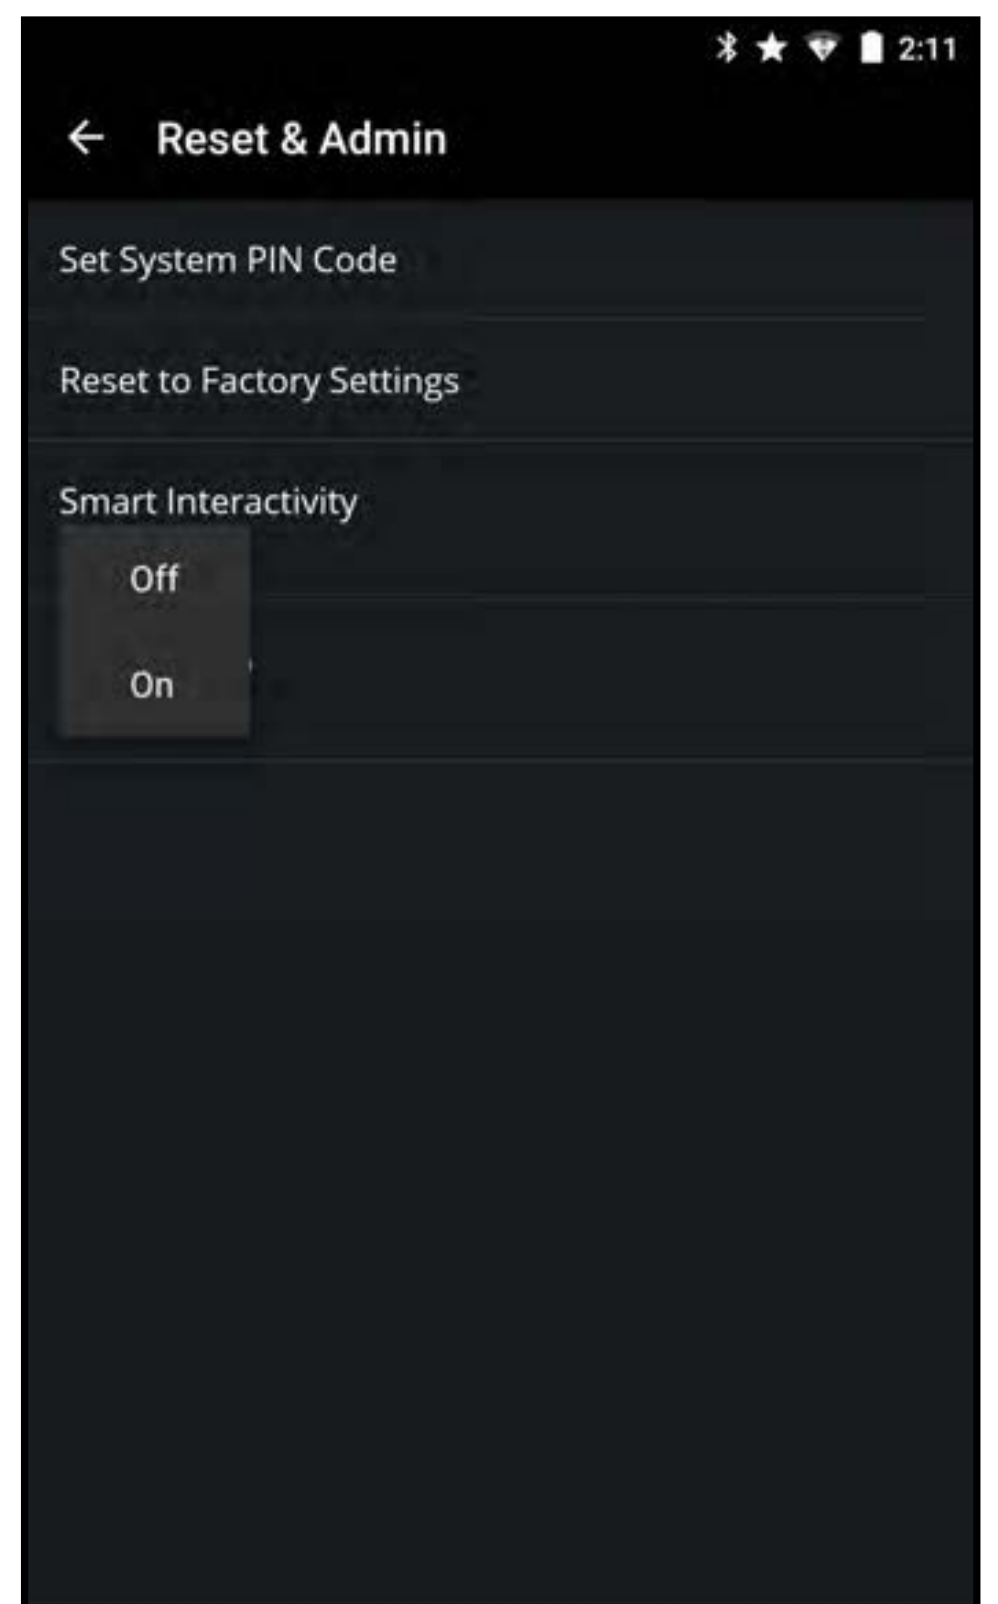 2:11
Reset & Admin
Set System PIN Code
Reset to Factory Settings
Smart Interactivity
Off
On